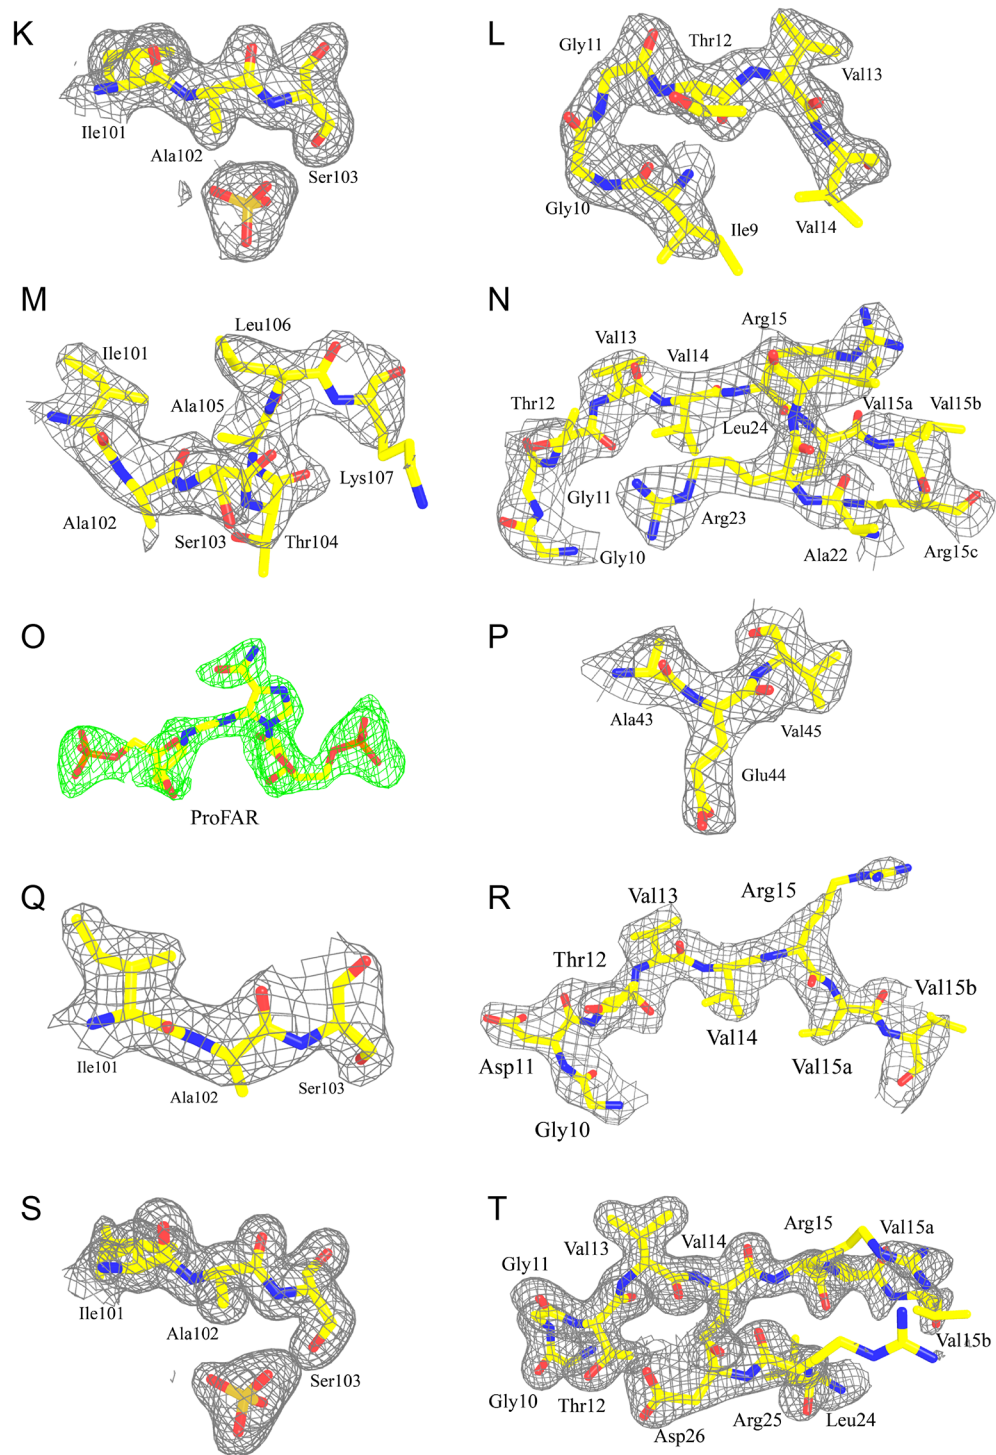 K
Ile101
Ala102
Ser103
L
Gly11
Thr12
Val13
Gly10
Ile9
Val14
M
Leu106
Ile101
Ala105
Lys107
Ala102
Ser103
Thr104
N
Arg15
Val13
Val14
Thr12
Val15a
Val15b
Leu24
Gly11
Arg23
Gly10
Ala22
Arg15c
O
ProFAR
P
Ala43
Val45
Glu44
Q
Ile101
Ala102
Ser103
R
Val13
Arg15
Thr12
Val15b
Val14
Asp11
Val15a
Gly10
S
Ile101
Ala102
Ser103
T
Arg15
Val15a
Val13
Val14
Gly11
Val15b
Gly10
Thr12
Asp26
Arg25
Leu24